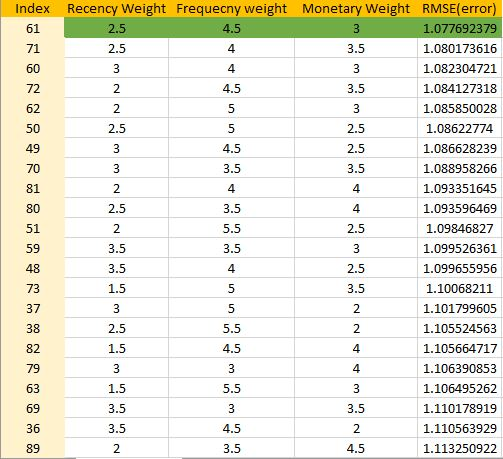 Index Recency Weight Frequecny weight Monetary Weight RMSE(error)
61 2.5 4.5 3 1.077692379
71 2.5 4 3.5 1.080173616
60 3 4 3 1.082304721
72 2 4.5 3.5 1.084127318
62 2 5 3 1.085850028
50 2.5 5 2.5 1.08622774
49 3 4.5 2.5 1.086628239
70 3 3.5 3.5 1.088958266
81 2 4 4 1.093351645
80 2.5 3.5 4 1.093596469
51 2 5.5 2.5 1.09846827
59 3.5 3.5 3 1.099526361
48 3.5 4 2.5 1.099655956
73 1.5 5 3.5 1.10068211
37 3 5 2 1.101799605
38 2.5 5.5 2 1.105524563
82 1.5 4.5 4 1.105664717
79 3 3 4 1.106390853
63 1.5 5.5 3 1.106495262
69 3.5 3 3.5 1.110178919
36 3.5 4.5 2 1.110563929
89 2 3.5 4.5 1.113250922